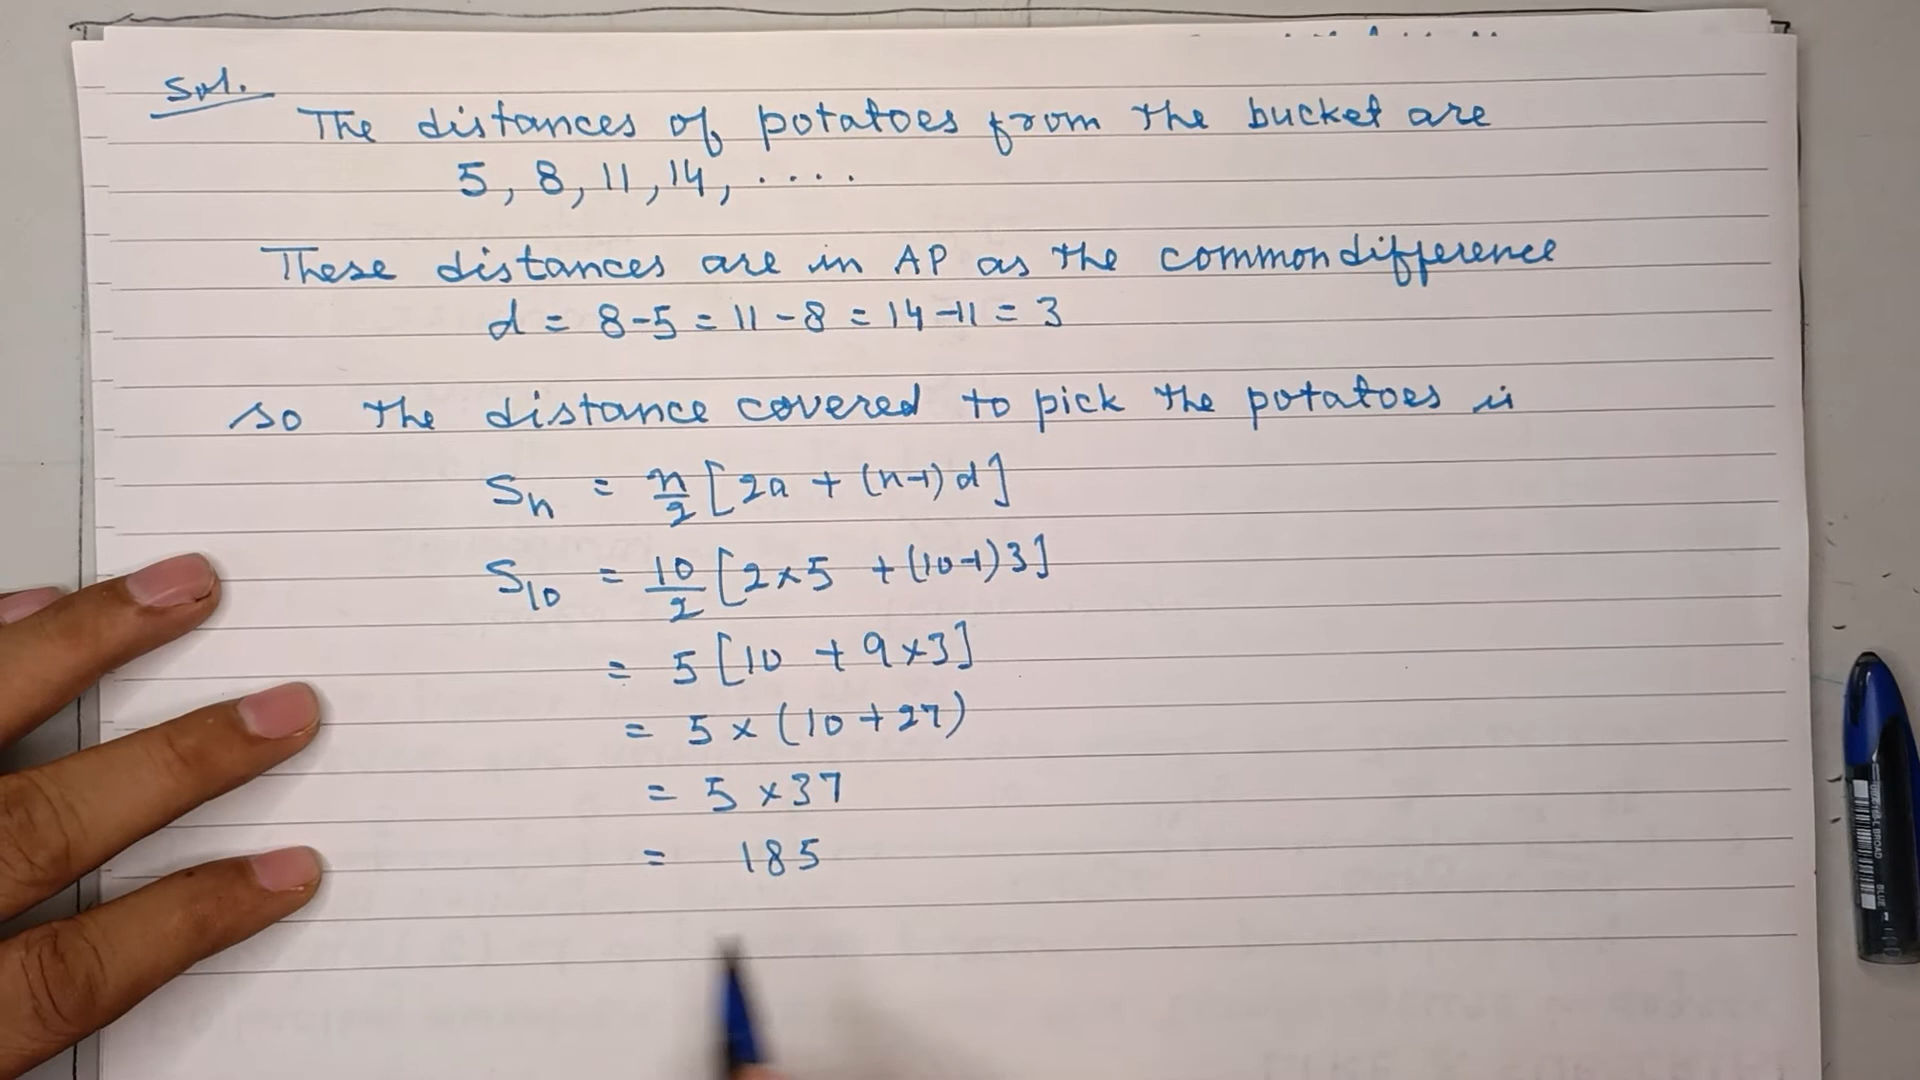 Sol.
The distances of potatoes from the bucket are
5, 8, 11, 14, ....
These distances are in AP as the common difference
d = 8-5 = 11-8 = 14-11 = 3
so the distance covered to pick the potatoes is
Sn = n/2 [2a + (n-1)d]
S10 = 10/2 [2×5 + (10-1)3]
= 5 [10 + 9×3]
= 5 × (10+27)
= 5 × 37
= 185
BROAD
BLUE